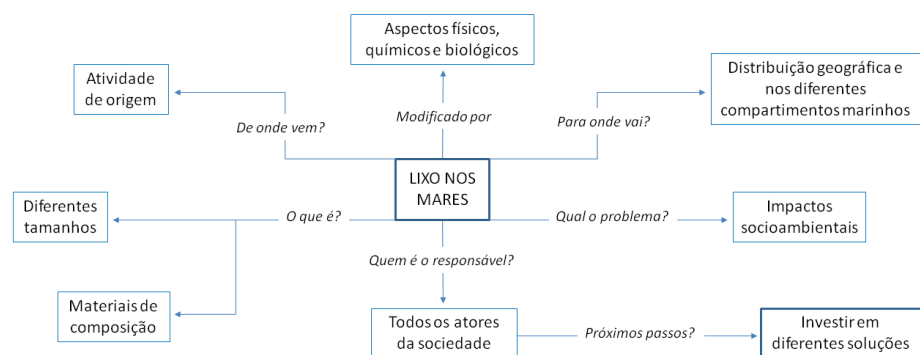 Aspectos físicos,
químicos e biológicos
Atividade
de origem
Distribuição geográfica e
nos diferentes
compartimentos marinhos
De onde vem?
Modificado por
Para onde vai?
LIXO NOS
MARES
Diferentes
tamanhos
O que é?
Qual o problema?
Impactos
socioambientais
Quem é o responsável?
Materiais de
composição
Todos os atores
da sociedade
Próximos passos?
Investir em
diferentes soluções